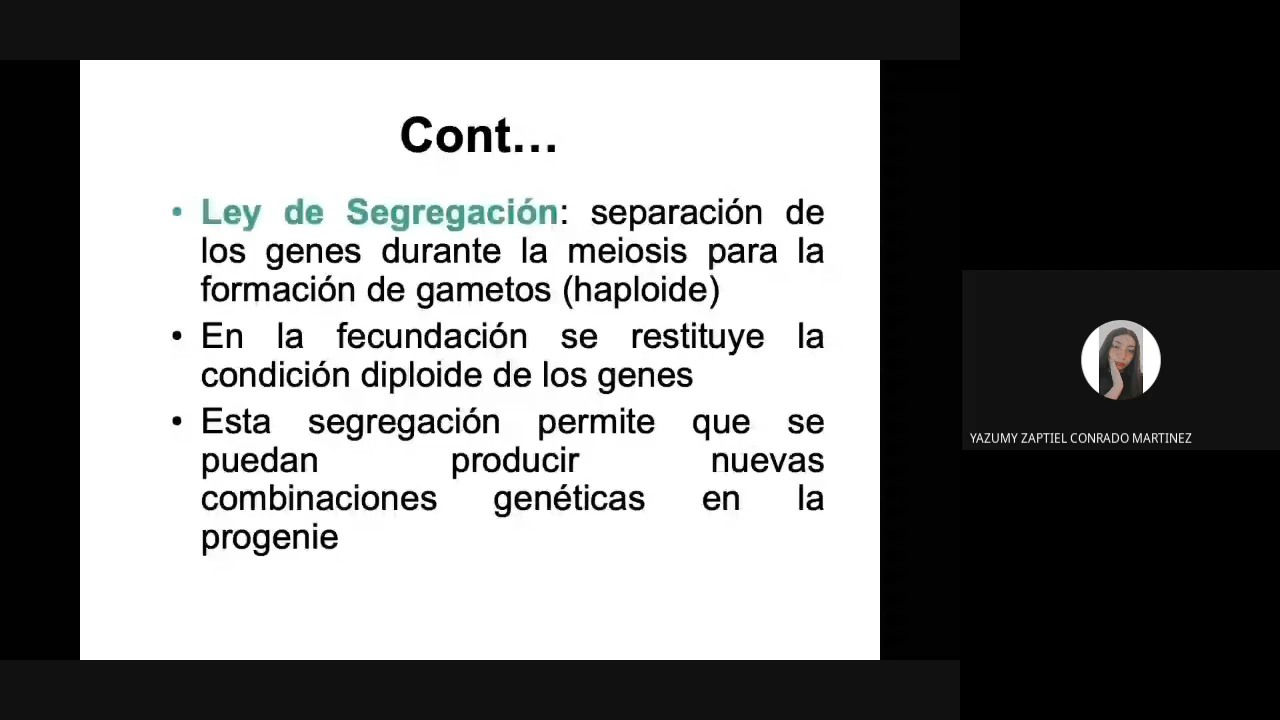 Cont...
• Ley de Segregación: separación de
los genes durante la meiosis para la
formación de gametos (haploide)
• En la fecundación se restituye la
condición diploide de los genes
• Esta segregación permite que se
puedan producir nuevas
combinaciones genéticas en la
progenie
YAZUMY ZAPTIEL CONRADO MARTINEZ